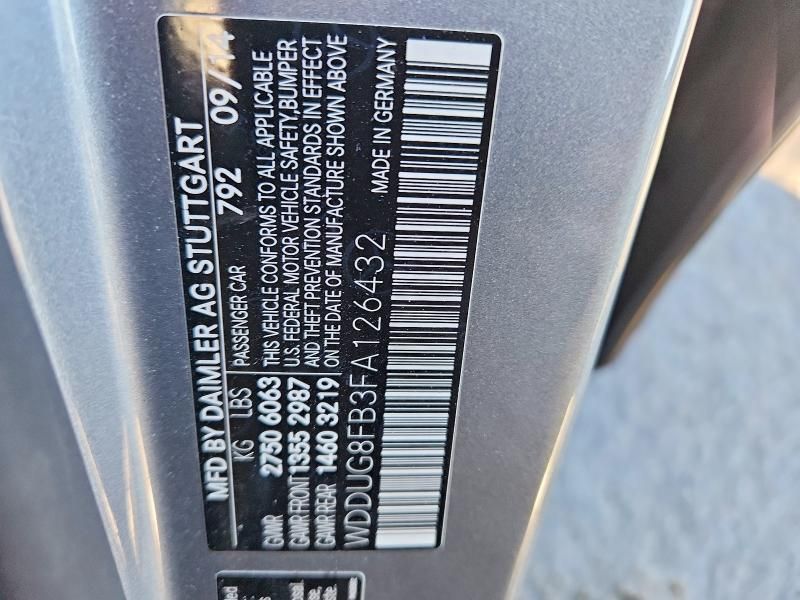 MFD BY DAIMLER AG STUTTGART
792 09/14
KG LBS PASSENGER CAR
GVWR 2750 6063 THIS VEHICLE CONFORMS TO ALL APPLICABLE
GAWR FRONT 1355 2987 U.S. FEDERAL MOTOR VEHICLE SAFETY,BUMPER
GAWR REAR 1460 3219 AND THEFT PREVENTION STANDARDS IN EFFECT
ON THE DATE OF MANUFACTURE SHOWN ABOVE
WDDUG8FB3FA126432 MADE IN GERMANY